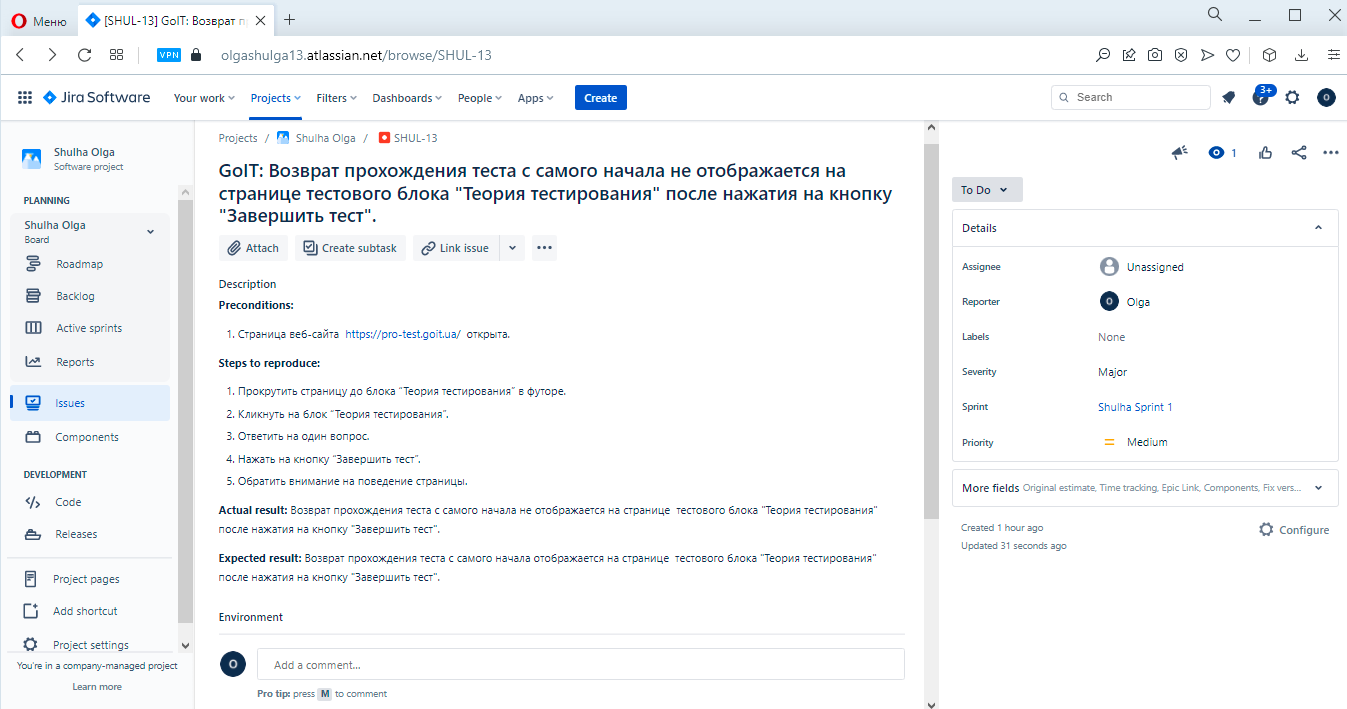 Меню
[SHUL-13] GoIT: Возврат п
VPN
olgashulga13.atlassian.net/browse/SHUL-13
Jira Software
Your work
Projects
Filters
Dashboards
People
Apps
Create
Search
3+
O
Shulha Olga
Software project
PLANNING
Shulha Olga
Board
Roadmap
Backlog
Active sprints
Reports
Issues
Components
DEVELOPMENT
Code
Releases
Project pages
Add shortcut
Project settings
You're in a company-managed project
Learn more
Projects / Shulha Olga / SHUL-13
GoIT: Возврат прохождения теста с самого начала не отображается на
странице тестового блока "Теория тестирования" после нажатия на кнопку
"Завершить тест".
Attach
Create subtask
Link issue
Description
Preconditions:
1. Страница веб-сайта https://pro-test.goit.ua/ открыта.
Steps to reproduce:
1. Прокрутить страницу до блока "Теория тестирования" в футоре.
2. Кликнуть на блок "Теория тестирования".
3. Ответить на один вопрос.
4. Нажать на кнопку "Завершить тест".
5. Обратить внимание на поведение страницы.
Actual result: Возврат прохождения теста с самого начала не отображается на странице тестового блока "Теория тестирования"
после нажатия на кнопку "Завершить тест".
Expected result: Возврат прохождения теста с самого начала отображается на странице тестового блока "Теория тестирования"
после нажатия на кнопку "Завершить тест".
Environment
O
Add a comment...
Pro tip: press M to comment
1
To Do
Details
Assignee
Unassigned
Reporter
O
Olga
Labels
None
Severity
Major
Sprint
Shulha Sprint 1
Priority
Medium
More fields Original estimate, Time tracking, Epic Link, Components, Fix vers...
Created 1 hour ago
Configure
Updated 31 seconds ago